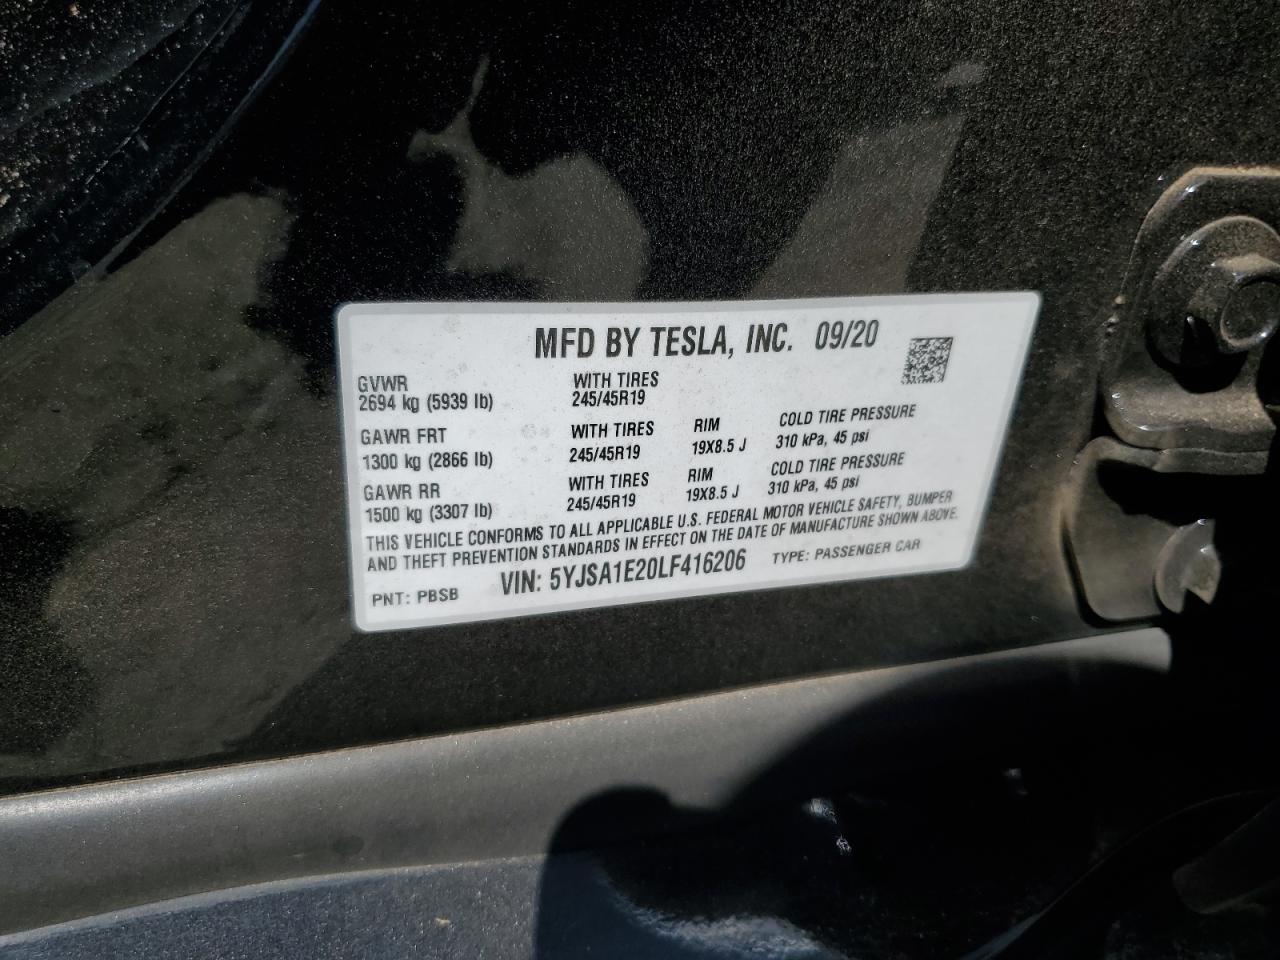 MFD BY TESLA, INC. 09/20
GVWR WITH TIRES
2694 kg (5939 lb) 245/45R19
GAWR FRT WITH TIRES RIM COLD TIRE PRESSURE
1300 kg (2866 lb) 245/45R19 19X8.5 J 310 kPa, 45 psi
GAWR RR WITH TIRES RIM COLD TIRE PRESSURE
1500 kg (3307 lb) 245/45R19 19X8.5 J 310 kPa, 45 psi
THIS VEHICLE CONFORMS TO ALL APPLICABLE U.S. FEDERAL MOTOR VEHICLE SAFETY, BUMPER
AND THEFT PREVENTION STANDARDS IN EFFECT ON THE DATE OF MANUFACTURE SHOWN ABOVE.
PNT: PBSB VIN: 5YJSA1E20LF416206 TYPE: PASSENGER CAR